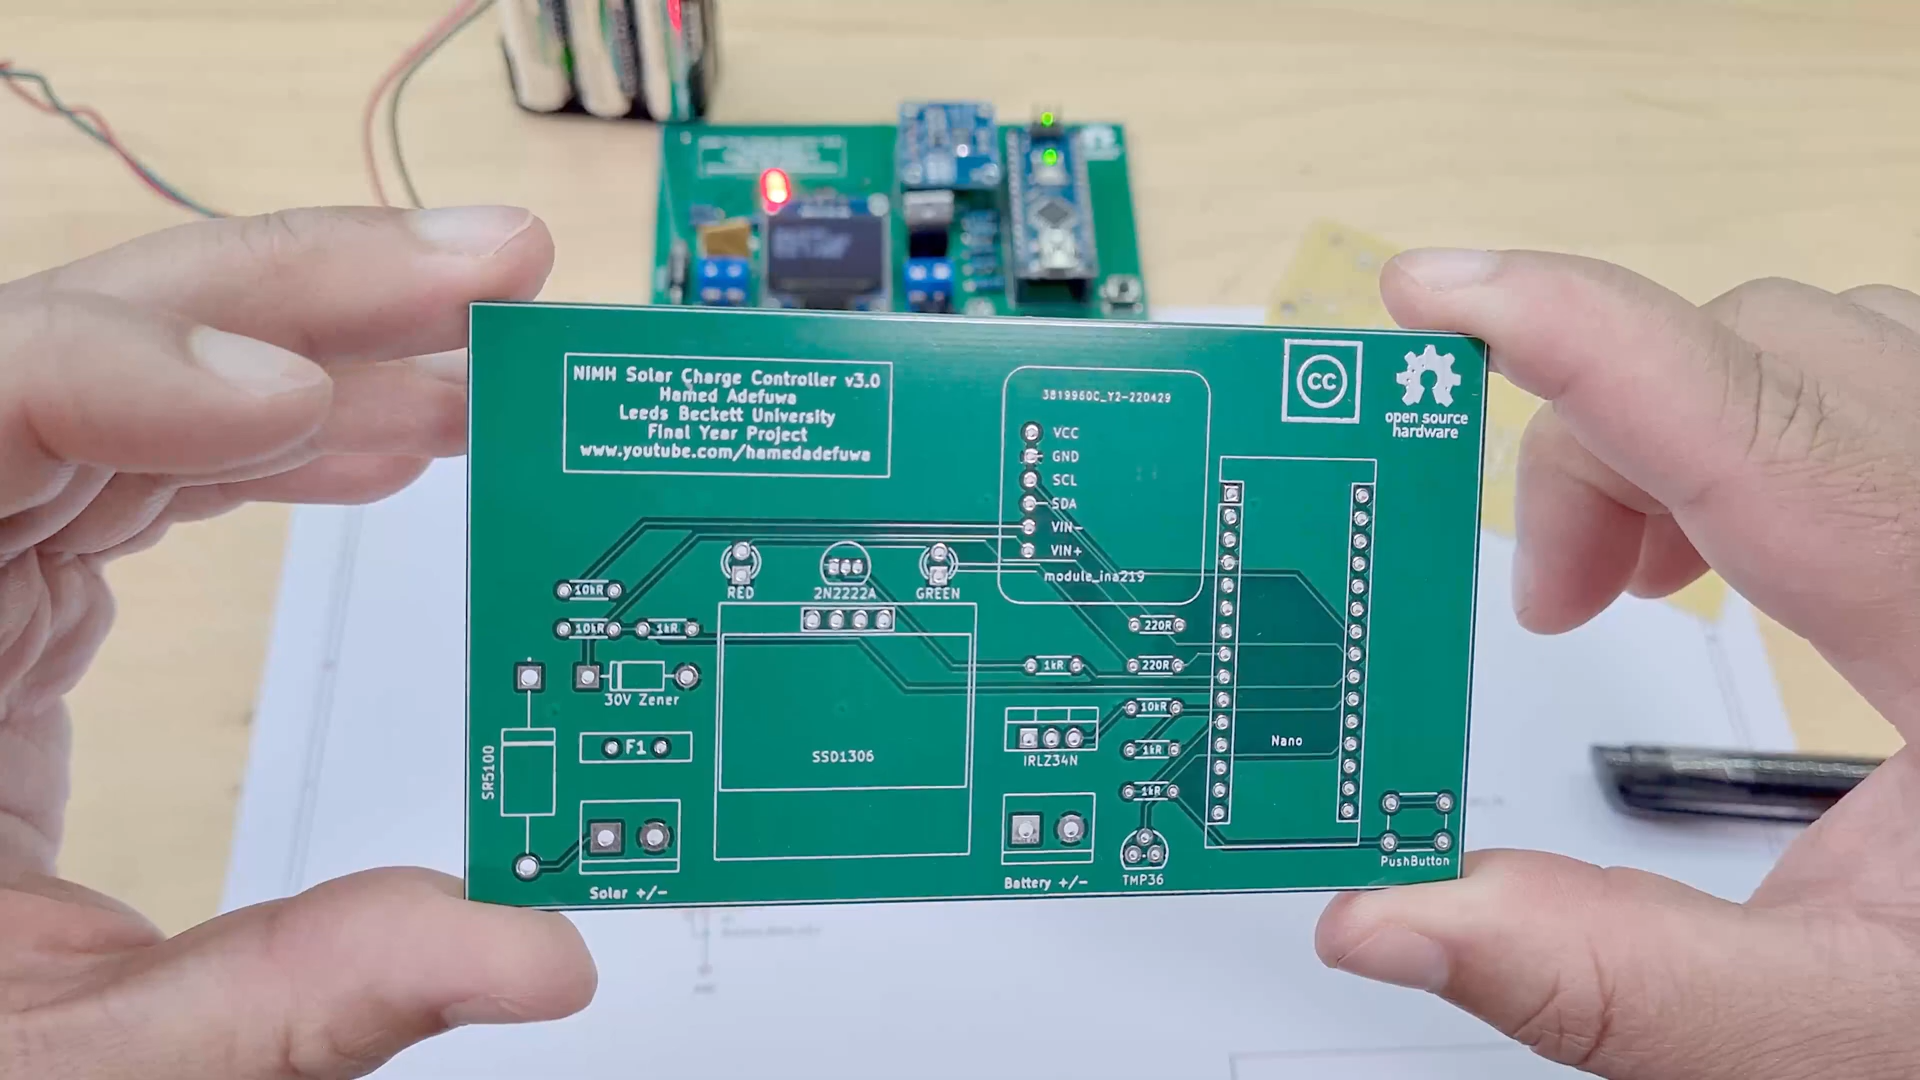 NiMH Solar Charge Controller v3.0
Hamed Adefuwa
Leeds Beckett University
Final Year Project
www.youtube.com/hamedadefuwa
3819960C_Y2-220429
CC
open source
hardware
VCC
GND
SCL
SDA
VIN-
VIN+
module_ina219
RED
2N2222A
GREEN
10kR
10kR
1kR
220R
1kR
220R
30V Zener
10kR
F1
SSD1306
IRLZ34N
1kR
Nano
SR5100
1kR
PushButton
Solar +/-
Battery +/-
TMP36